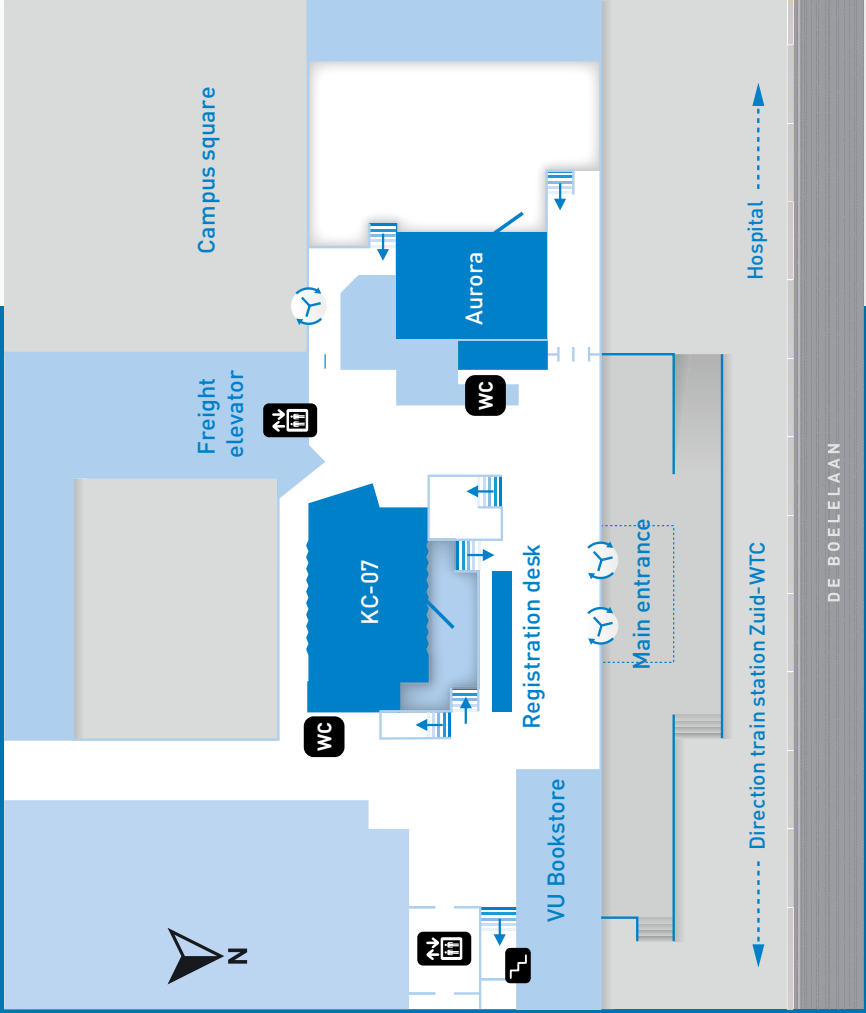 Campus square
Hospital
Aurora
WC
Freight
elevator
KC-07
Registration desk
Main entrance
DE BOELELAAN
Direction train station Zuid-WTC
WC
VU Bookstore
N